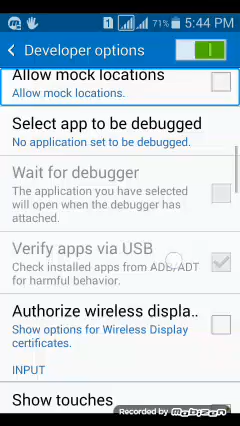 1 71% 5:44 PM
Developer options
Allow mock locations
Allow mock locations.
Select app to be debugged
No application set to be debugged.
Wait for debugger
The application you have selected
will open when the debugger has
attached.
Verify apps via USB
Check installed apps from ADB/ADT
for harmful behavior.
Authorize wireless displa..
Show options for Wireless Display
certificates.
INPUT
Show touches
Recorded by mobizen